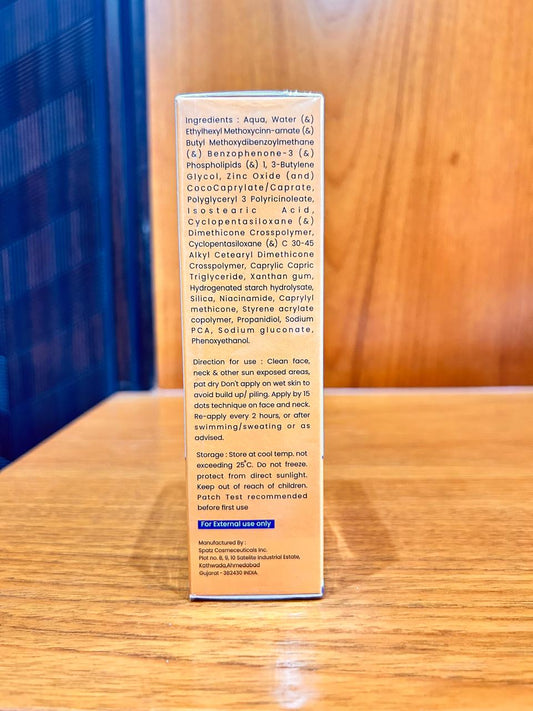 Ingredients : Aqua, Water (&)
Ethylhexyl Methoxycinn-amate (&)
Butyl Methoxydibenzoylmethane
(&) Benzophenone-3 (&)
Phospholipids (&) 1, 3-Butylene
Glycol, Zinc Oxide (and)
CocoCaprylate/Caprate,
Polyglyceryl 3 Polyricinoleate,
Isostearic Acid,
Cyclopentasiloxane (&)
Dimethicone Crosspolymer,
Cyclopentasiloxane (&) C 30-45
Alkyl Cetearyl Dimethicone
Crosspolymer, Caprylic Capric
Triglyceride, Xanthan gum,
Hydrogenated starch hydrolysate,
Silica, Niacinamide, Caprylyl
methicone, Styrene acrylate
copolymer, Propanidiol, Sodium
PCA, Sodium gluconate,
Phenoxyethanol.
Direction for use : Clean face,
neck & other sun exposed areas,
pat dry Don't apply on wet skin to
avoid build up/ piling. Apply by 15
dots technique on face and neck.
Re-apply every 2 hours, or after
swimming/sweating or as
advised.
Storage : Store at cool temp. not
exceeding 25°C. Do not freeze.
protect from direct sunlight.
Keep out of reach of children.
Patch Test recommended
before first use
For External use only
Manufactured By :
Spatz Cosmeceuticals Inc.
Plot no. 8, 9, 10 Satelite Industrial Estate,
Kathwada,Ahmedabad
Gujarat - 382430 INDIA.